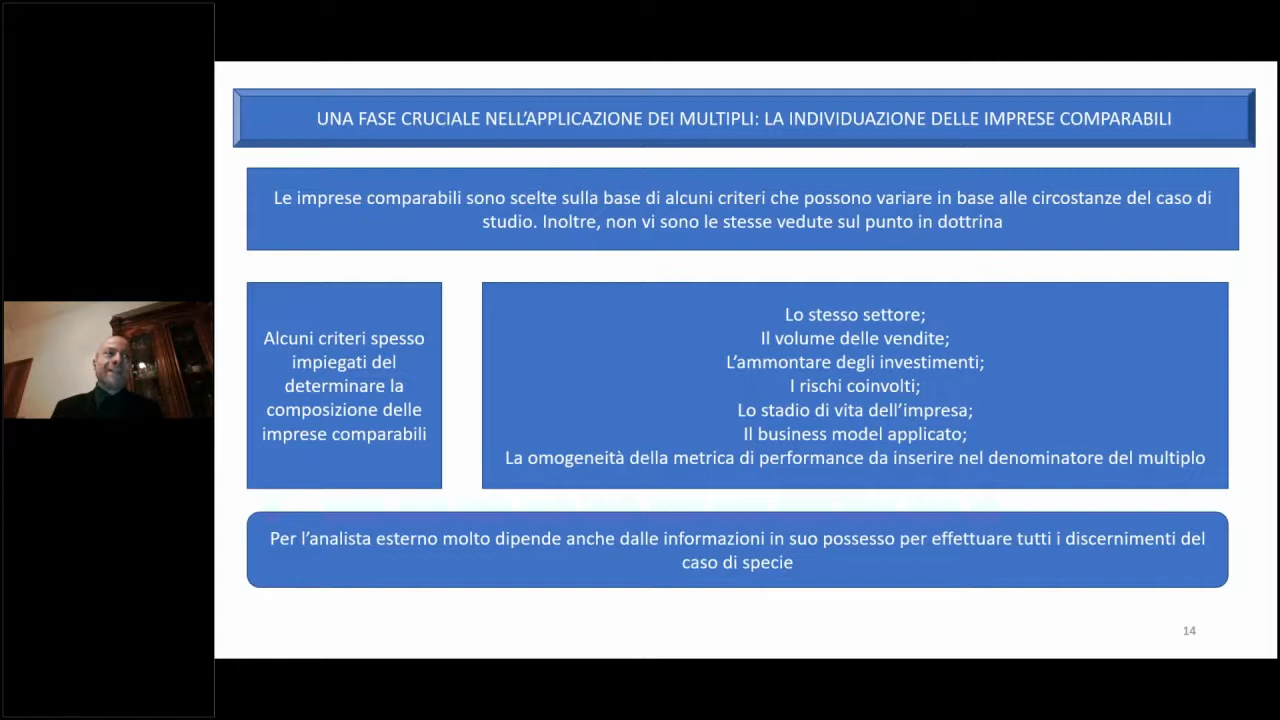 UNA FASE CRUCIALE NELL'APPLICAZIONE DEI MULTIPLI: LA INDIVIDUAZIONE DELLE IMPRESE COMPARABILI
Le imprese comparabili sono scelte sulla base di alcuni criteri che possono variare in base alle circostanze del caso di
studio. Inoltre, non vi sono le stesse vedute sul punto in dottrina
Alcuni criteri spesso
impiegati del
determinare la
composizione delle
imprese comparabili
Lo stesso settore;
Il volume delle vendite;
L'ammontare degli investimenti;
I rischi coinvolti;
Lo stadio di vita dell'impresa;
Il business model applicato;
La omogeneità della metrica di performance da inserire nel denominatore del multiplo
Per l'analista esterno molto dipende anche dalle informazioni in suo possesso per effettuare tutti i discernimenti del
caso di specie
14